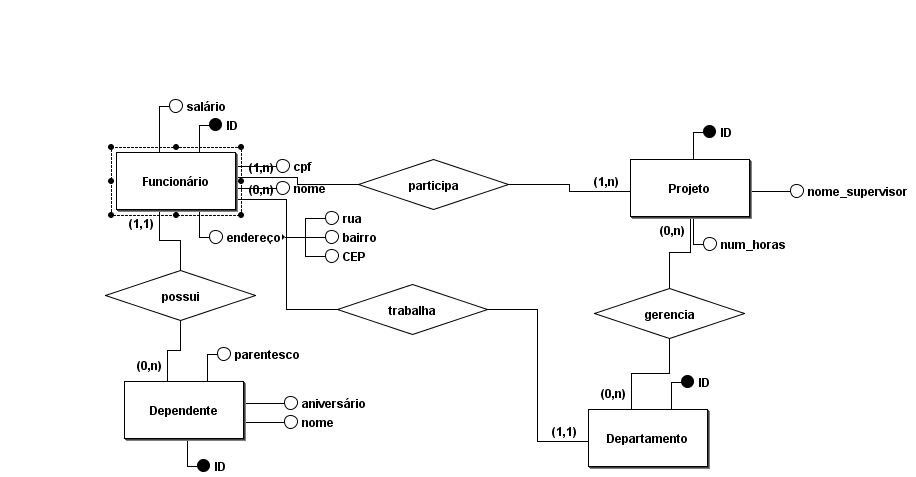 salário
ID
Funcionário
(1,n)
cpf
(0,n)
nome
participa
(1,n)
ID
Projeto
nome_supervisor
(1,1)
endereço
rua
bairro
CEP
(0,n)
num_horas
possui
trabalha
gerencia
(0,n)
parentesco
Dependente
aniversário
nome
ID
(0,n)
ID
(1,1)
Departamento